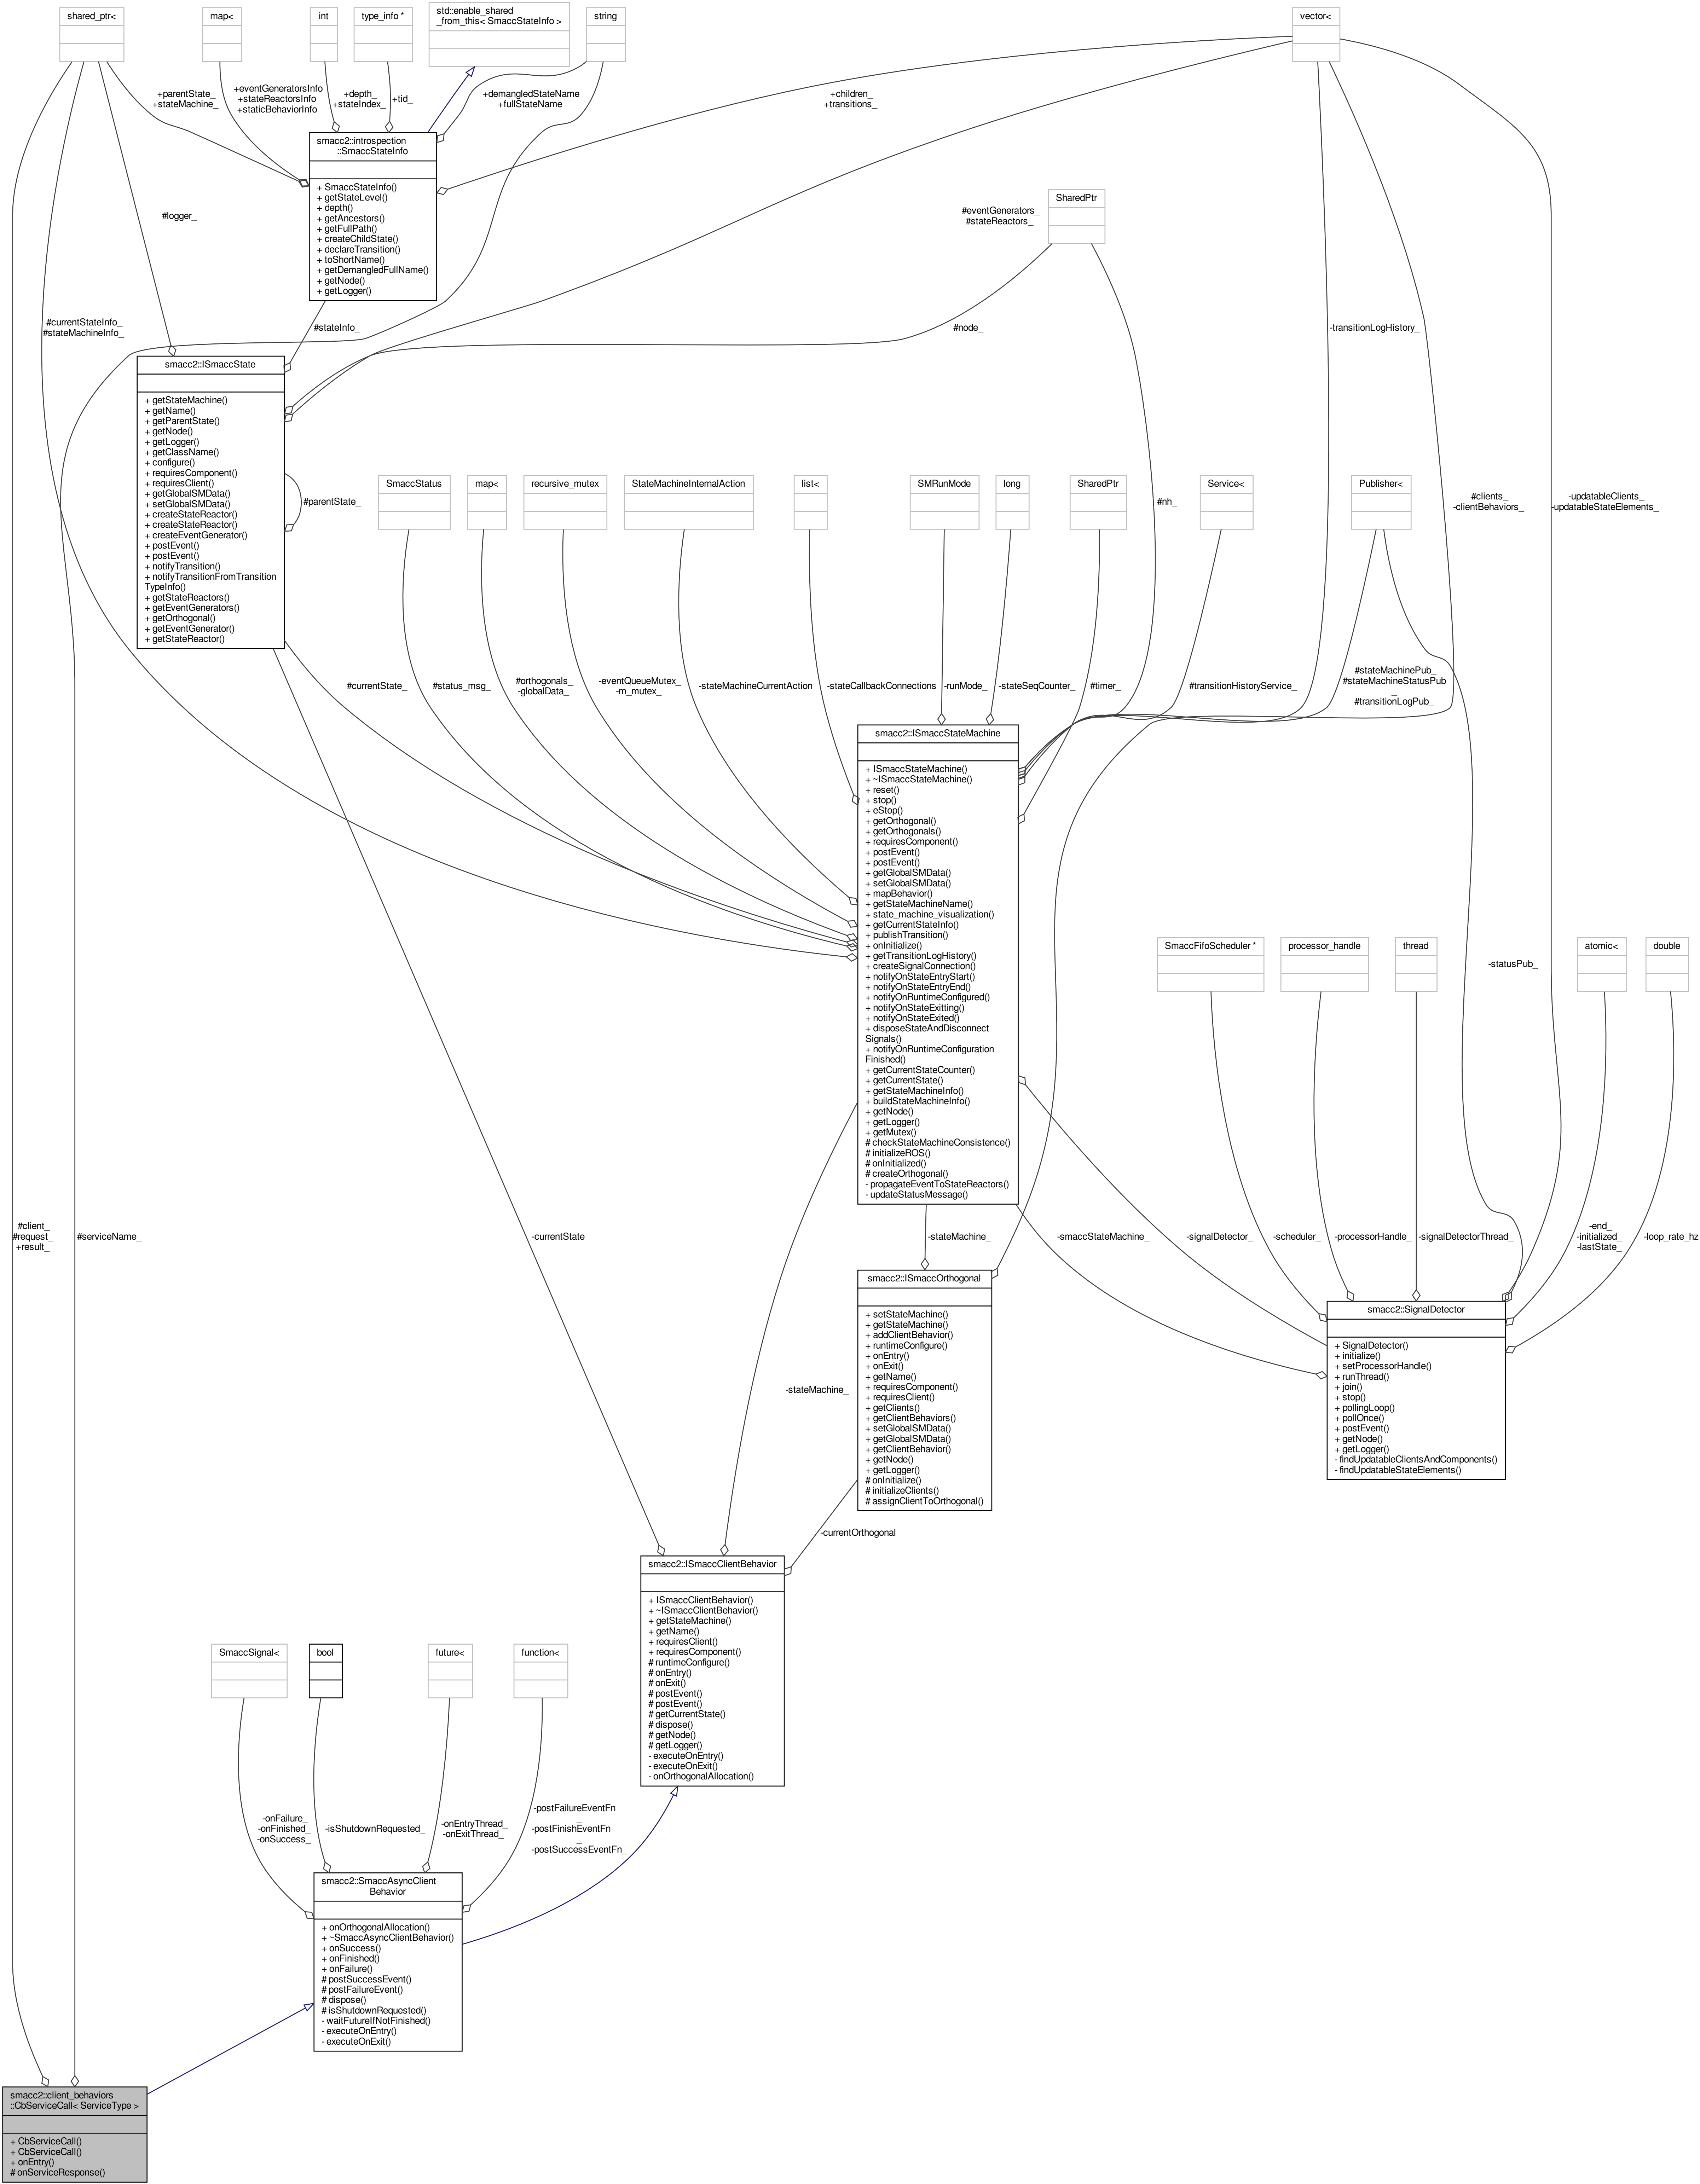 shared_ptr<
map<
int
type_info *
std::enable_shared
_from_this< SmaccStateInfo >
string
vector<
+parentState_
+stateMachine_
+eventGeneratorsInfo
+stateReactorsInfo
+staticBehaviorInfo
+depth_
+stateIndex_
+tid_
+demangledStateName
+fullStateName
+children_
+transitions_
smacc2::introspection
::SmaccStateInfo
+ SmaccStateInfo()
+ getStateLevel()
+ depth()
+ getAncestors()
+ getFullPath()
+ createChildState()
+ declareTransition()
+ toShortName()
+ getDemangledFullName()
+ getNode()
+ getLogger()
SharedPtr
#logger_
#eventGenerators_
#stateReactors_
#currentStateInfo_
#stateMachineInfo_
#stateInfo_
#node_
-transitionLogHistory_
smacc2::ISmaccState
+ getStateMachine()
+ getName()
+ getParentState()
+ getNode()
+ getLogger()
+ getClassName()
+ configure()
+ requiresComponent()
+ requiresClient()
+ getGlobalSMData()
+ setGlobalSMData()
+ createStateReactor()
+ createStateReactor()
+ createEventGenerator()
+ postEvent()
+ postEvent()
+ notifyTransition()
+ notifyTransitionFromTransition
TypeInfo()
+ getStateReactors()
+ getEventGenerators()
+ getOrthogonal()
+ getEventGenerator()
+ getStateReactor()
#parentState_
SmaccStatus
map<
recursive_mutex
StateMachineInternalAction
list<
SMRunMode
long
SharedPtr
#nh_
Service<
Publisher<
#clients_
-clientBehaviors_
-updatableClients_
-updatableStateElements_
#currentState_
#status_msg_
#orthogonals_
-globalData_
-eventQueueMutex_
-m_mutex_
-stateMachineCurrentAction
-stateCallbackConnections
-runMode_
-stateSeqCounter_
#timer_
#transitionHistoryService_
#stateMachinePub_
#stateMachineStatusPub
_
#transitionLogPub_
smacc2::ISmaccStateMachine
+ ISmaccStateMachine()
+ ~ISmaccStateMachine()
+ reset()
+ stop()
+ eStop()
+ getOrthogonal()
+ getOrthogonals()
+ requiresComponent()
+ postEvent()
+ postEvent()
+ getGlobalSMData()
+ setGlobalSMData()
+ mapBehavior()
+ getStateMachineName()
+ state_machine_visualization()
+ getCurrentStateInfo()
+ publishTransition()
+ onInitialize()
+ getTransitionLogHistory()
+ createSignalConnection()
+ notifyOnStateEntryStart()
+ notifyOnStateEntryEnd()
+ notifyOnRuntimeConfigured()
+ notifyOnStateExitting()
+ notifyOnStateExited()
+ disposeStateAndDisconnect
Signals()
+ notifyOnRuntimeConfiguration
Finished()
+ getCurrentStateCounter()
+ getCurrentState()
+ getStateMachineInfo()
+ buildStateMachineInfo()
+ getNode()
+ getLogger()
+ getMutex()
# checkStateMachineConsistence()
# initializeROS()
# onInitialized()
# createOrthogonal()
- propagateEventToStateReactors()
- updateStatusMessage()
SmaccFifoScheduler *
processor_handle
thread
-statusPub_
atomic<
double
#client_
#request_
+result_
#serviceName_
-currentState
-stateMachine_
-smaccStateMachine_
-signalDetector_
-scheduler_
-processorHandle_
-signalDetectorThread_
-end_
-initialized_
-lastState_
-loop_rate_hz
smacc2::ISmaccOrthogonal
+ setStateMachine()
+ getStateMachine()
+ addClientBehavior()
+ runtimeConfigure()
+ onEntry()
+ onExit()
+ getName()
+ requiresComponent()
+ requiresClient()
+ getClients()
+ getClientBehaviors()
+ setGlobalSMData()
+ getGlobalSMData()
+ getClientBehavior()
+ getNode()
+ getLogger()
# onInitialize()
# initializeClients()
# assignClientToOrthogonal()
smacc2::SignalDetector
+ SignalDetector()
+ initialize()
+ setProcessorHandle()
+ runThread()
+ join()
+ stop()
+ pollingLoop()
+ pollOnce()
+ postEvent()
+ getNode()
+ getLogger()
- findUpdatableClientsAndComponents()
- findUpdatableStateElements()
-stateMachine_
-currentOrthogonal
smacc2::ISmaccClientBehavior
+ ISmaccClientBehavior()
+ ~ISmaccClientBehavior()
+ getStateMachine()
+ getName()
+ requiresClient()
+ requiresComponent()
# runtimeConfigure()
# onEntry()
# onExit()
# postEvent()
# postEvent()
# getCurrentState()
# dispose()
# getNode()
# getLogger()
- executeOnEntry()
- executeOnExit()
- onOrthogonalAllocation()
SmaccSignal<
bool
future<
function<
-onFailure_
-onFinished_
-onSuccess_
-isShutdownRequested_
-onEntryThread_
-onExitThread_
-postFailureEventFn
_
-postFinishEventFn
_
-postSuccessEventFn_
smacc2::SmaccAsyncClient
Behavior
+ onOrthogonalAllocation()
+ ~SmaccAsyncClientBehavior()
+ onSuccess()
+ onFinished()
+ onFailure()
# postSuccessEvent()
# postFailureEvent()
# dispose()
# isShutdownRequested()
- waitFutureIfNotFinished()
- executeOnEntry()
- executeOnExit()
smacc2::client_behaviors
::CbServiceCall< ServiceType >
+ CbServiceCall()
+ CbServiceCall()
+ onEntry()
# onServiceResponse()